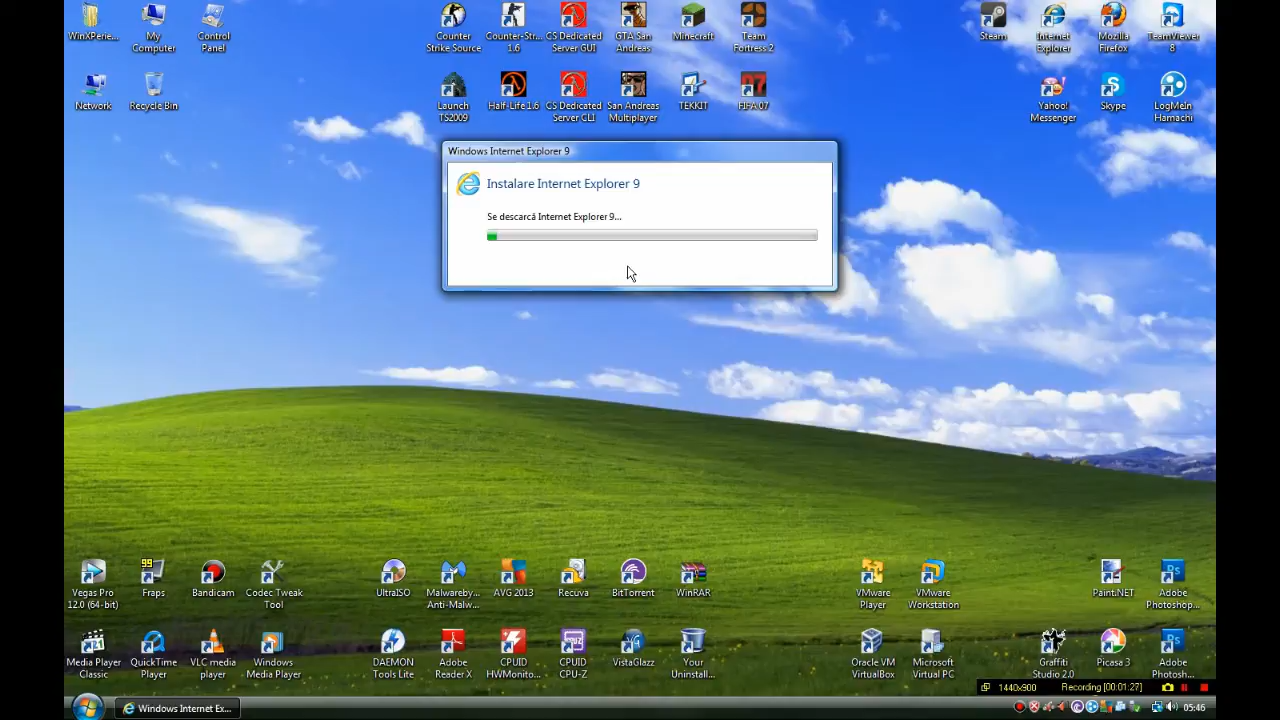 WinXPerie...
My
Computer
Control
Panel
Counter
Strike Source
Counter-Str...
1.6
CS Dedicated
Server GUI
GTA San
Andreas
Minecraft
Team
Fortress 2
Steam
Internet
Explorer
Mozilla
Firefox
TeamViewer
8
Network
Recycle Bin
Launch
TS2009
Half-Life 1.6
CS Dedicated
Server CLI
San Andreas
Multiplayer
TEKKIT
FIFA 07
Yahoo!
Messenger
Skype
LogMeIn
Hamachi
Windows Internet Explorer 9
Instalare Internet Explorer 9
Se descarcă Internet Explorer 9...
Vegas Pro
12.0 (64-bit)
99
Fraps
Bandicam
Codec Tweak
Tool
UltraISO
Malwareby...
Anti-Malw...
AVG 2013
Recuva
BitTorrent
WinRAR
VMware
Player
VMware
Workstation
Paint.NET
Adobe
Photoshop...
Media Player
Classic
QuickTime
Player
VLC media
player
Windows
Media Player
DAEMON
Tools Lite
Adobe
Reader X
CPUID
HWMonito...
CPUID
CPU-Z
VistaGlazz
Your
Uninstall...
Oracle VM
VirtualBox
Microsoft
Virtual PC
Graffiti
Studio 2.0
Picasa 3
Adobe
Photosh...
1440x900
Recording [00:01:27]
Windows Internet Ex...
05:46